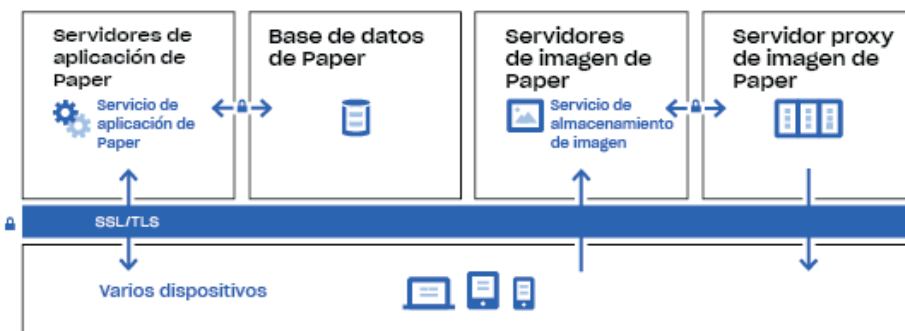 Servidores de
aplicación de
Paper
Servicio de
aplicación de
Paper
Base de datos
de Paper
Servidores
de imagen de
Paper
Servicio de
almacenamiento
de imagen
Servidor proxy
de imagen de
Paper
SSL/TLS
Varios dispositivos